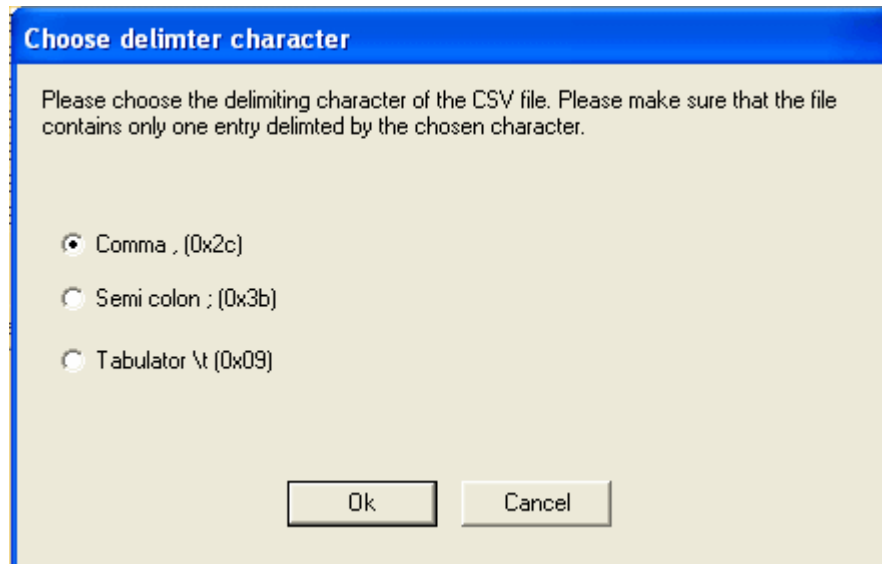 Choose delimter character
Please choose the delimiting character of the CSV file. Please make sure that the file
contains only one entry delimted by the chosen character.
Comma , (0x2c)
Semi colon ; (0x3b)
Tabulator \t (0x09)
Ok
Cancel